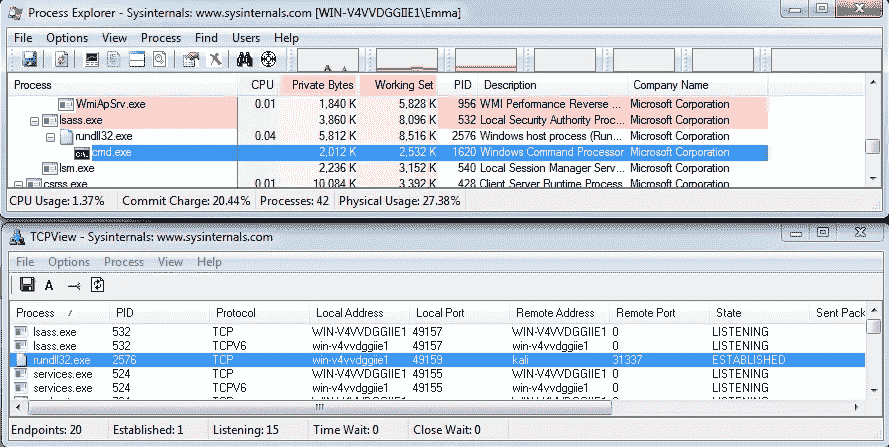 Process Explorer - Sysinternals: www.sysinternals.com [WIN-V4VVDGGIIE1\Emma]
File Options View Process Find Users Help
Process CPU Private Bytes Working Set PID Description Company Name
WmiApSrv.exe 0.01 1,840 K 5,828 K 956 WMI Performance Reverse ... Microsoft Corporation
lsass.exe 3,860 K 8,096 K 532 Local Security Authority Proc... Microsoft Corporation
rundll32.exe 0.04 5,812 K 8,516 K 2576 Windows host process (Run... Microsoft Corporation
cmd.exe 2,012 K 2,532 K 1620 Windows Command Processor Microsoft Corporation
lsm.exe 2,236 K 3,152 K 540 Local Session Manager Serv... Microsoft Corporation
csrss.exe 0.01 10,084 K 3,392 K 428 Client Server Runtime Process Microsoft Corporation
CPU Usage: 1.37% Commit Charge: 20.44% Processes: 42 Physical Usage: 27.38%
TCPView - Sysinternals: www.sysinternals.com
File Options Process View Help
A
Process / PID Protocol Local Address Local Port Remote Address Remote Port State Sent Pack
lsass.exe 532 TCP WIN-V4VVDGGIIE1 49157 WIN-V4VVDGGIIE1 0 LISTENING
lsass.exe 532 TCPV6 win-v4vvdggiie1 49157 win-v4vvdggiie1 0 LISTENING
rundll32.exe 2576 TCP win-v4vvdggiie1 49159 kali 31337 ESTABLISHED
services.exe 524 TCP WIN-V4VVDGGIIE1 49155 WIN-V4VVDGGIIE1 0 LISTENING
services.exe 524 TCPV6 win-v4vvdggiie1 49155 win-v4vvdggiie1 0 LISTENING
Endpoints: 20 Established: 1 Listening: 15 Time Wait: 0 Close Wait: 0